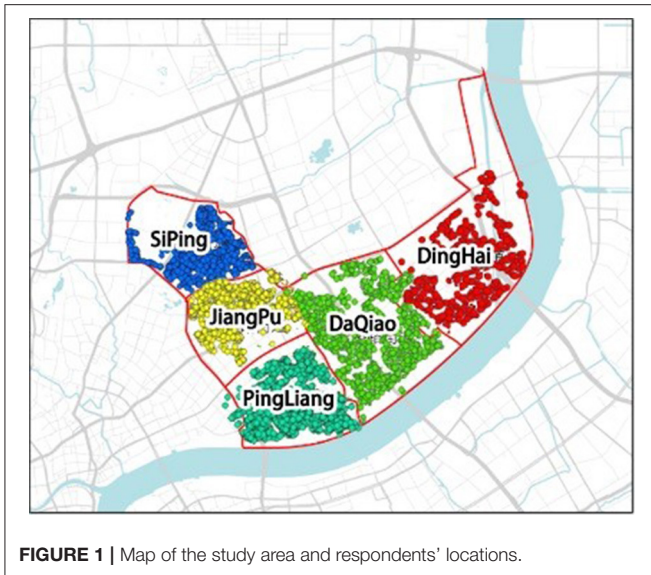 SiPing
DingHai
JiangPu
DaQiao
PingLiang
FIGURE 1 | Map of the study area and respondents' locations.